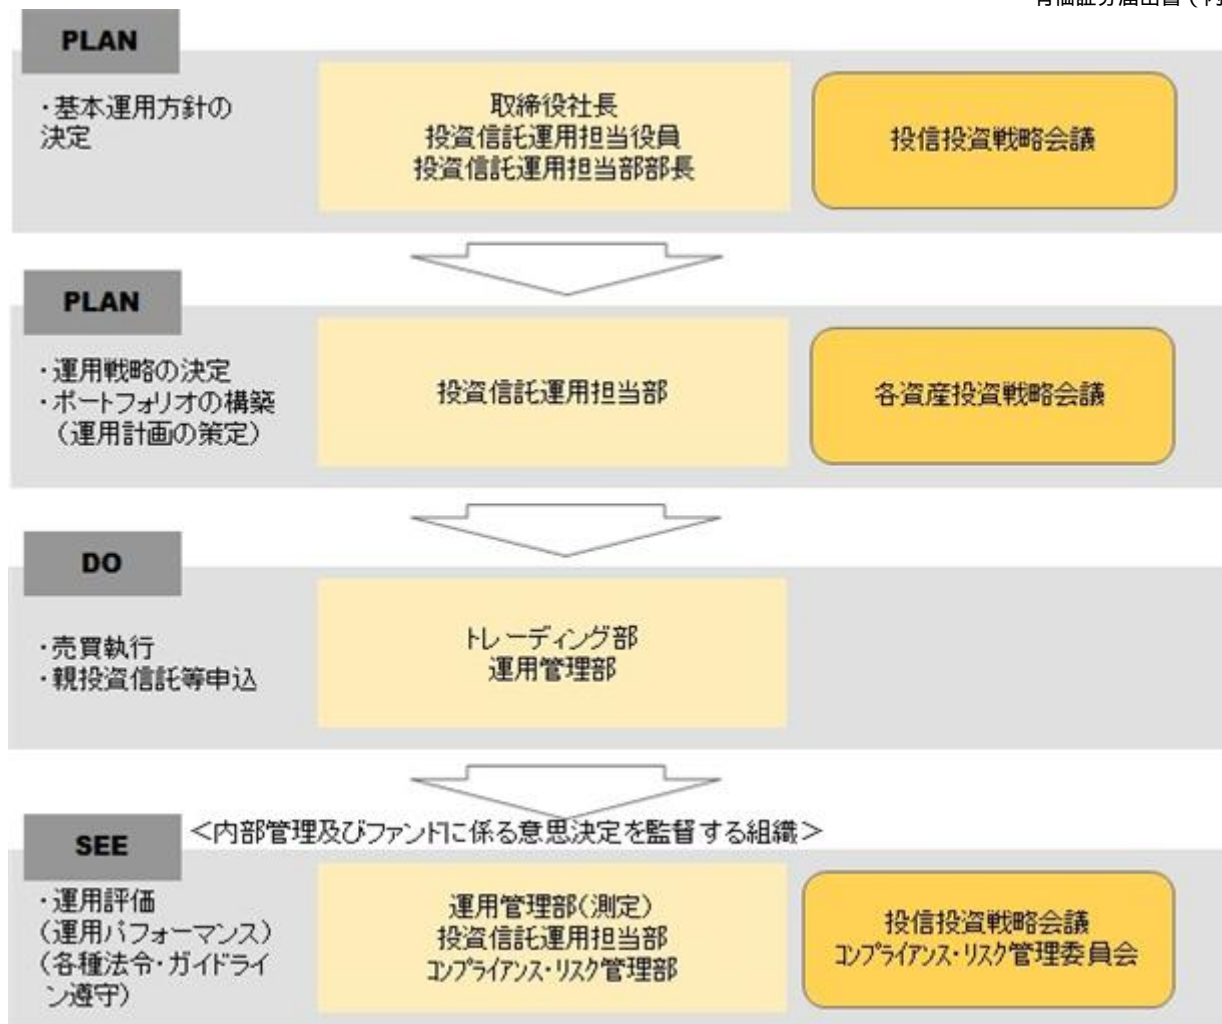 PLAN
・基本運用方針の
決定
取締役社長
投資信託運用担当役員
投資信託運用担当部部長
投信投資戦略会議
PLAN
・運用戦略の決定
・ポートフォリオの構築
（運用計画の策定）
投資信託運用担当部
各資産投資戦略会議
DO
・売買執行
・親投資信託等申込
トレーディング部
運用管理部
SEE
＜内部管理及びファンドに係る意思決定を監督する組織＞
・運用評価
（運用パフォーマンス）
（各種法令・ガイドライ
ン遵守）
運用管理部（測定）
投資信託運用担当部
コンプライアンス・リスク管理部
投信投資戦略会議
コンプライアンス・リスク管理委員会